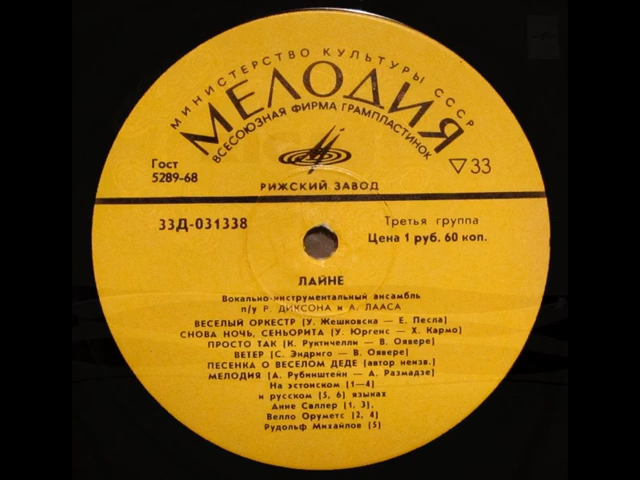 МИНИСТЕРСТВО КУЛЬТУРЫ СССР
МЕЛОДИЯ
ВСЕСОЮЗНАЯ ФИРМА ГРАМПЛАСТИНОК
Гост
5289-68
▽33
РИЖСКИЙ ЗАВОД
33Д-031338
Третья группа
Цена 1 руб. 60 коп.
ЛАЙНЕ
Вокально-инструментальный ансамбль
п/у Р. ДИКСОНА и А. ЛААСА
ВЕСЕЛЫЙ ОРКЕСТР (У. Жешковска — Е. Песла)
СНОВА НОЧЬ, СЕНЬОРИТА (У. Юргенс — Х. Кармо)
ПРОСТО ТАК (К. Руктичелли — В. Оявере)
ВЕТЕР (С. Эндриго — В. Оявере)
ПЕСЕНКА О ВЕСЕЛОМ ДЕДЕ (автор неизв.)
МЕЛОДИЯ (А. Рубинштейн — А. Размадзе)
На эстонском (1—4)
и русском (5, 6) языках
Анне Саллер (1, 3),
Велло Оруметс (2, 4)
Рудольф Михайлов (5)